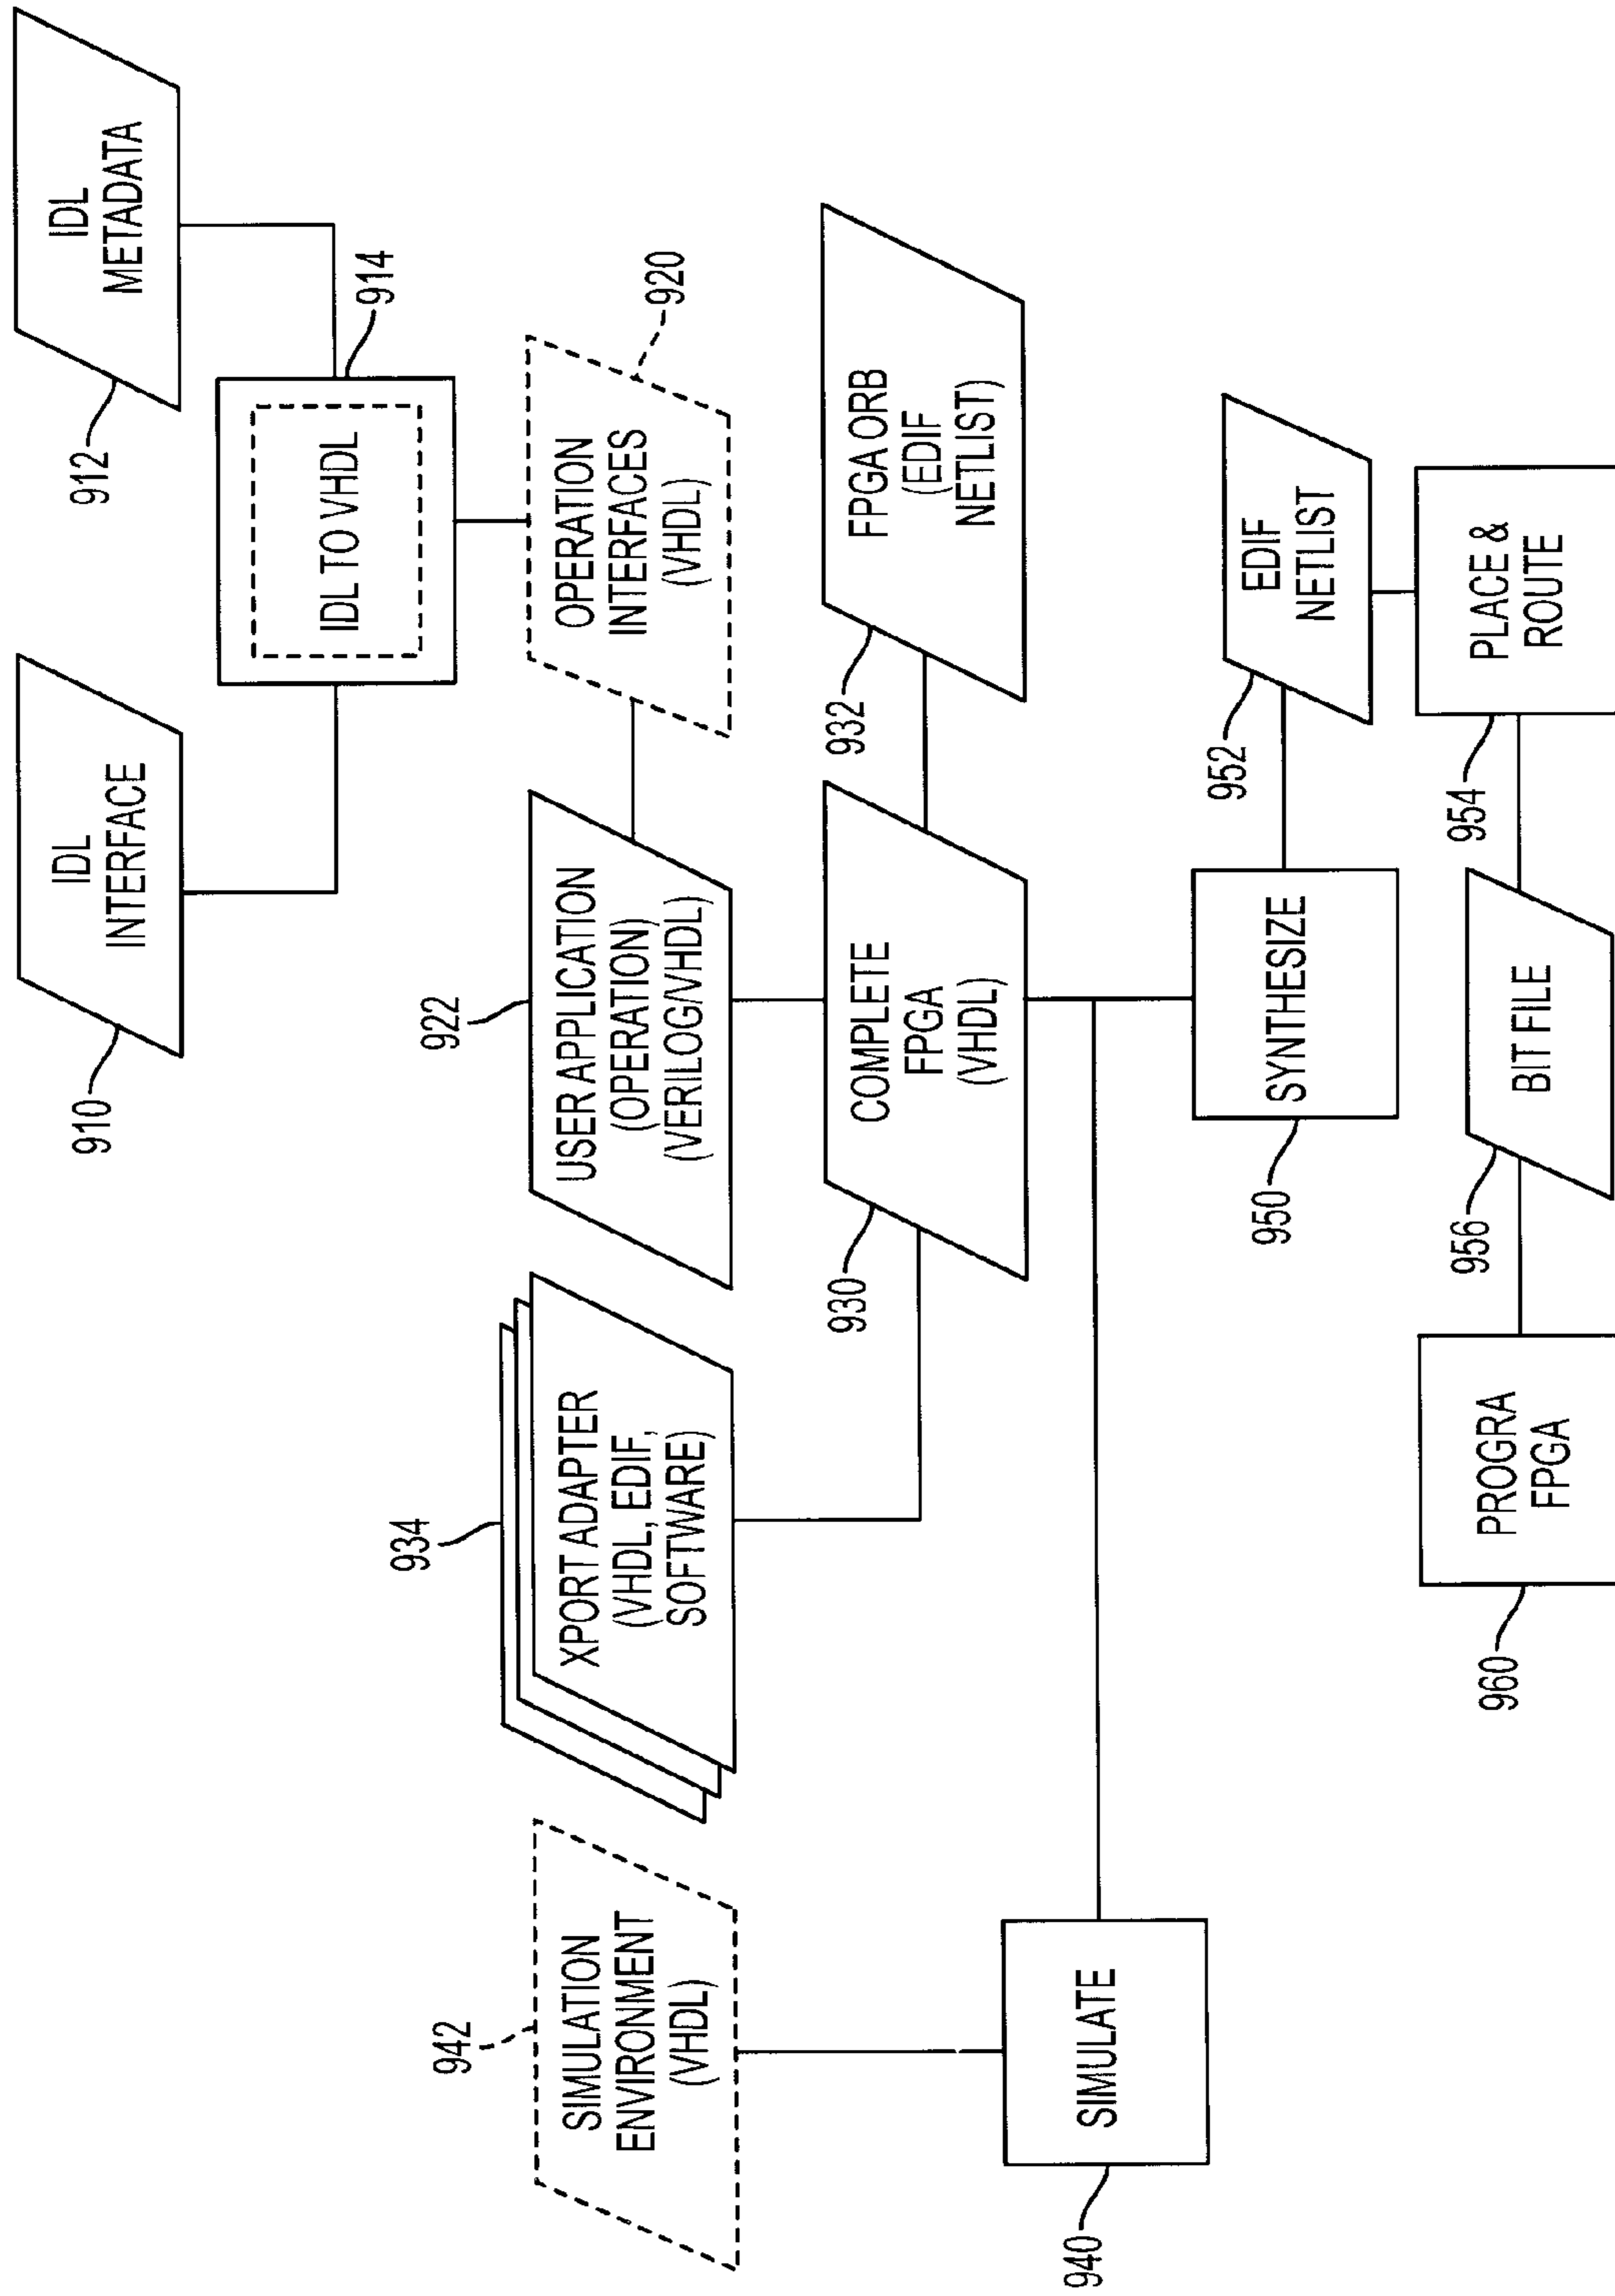 910
IDL
INTERFACE
912
IDL
METADATA
914
IDL TO VHDL
920
OPERATION
INTERFACES
(VHDL)
922
USER APPLICATION
(OPERATION)
(VERILOG/VHDL)
934
XPORT ADAPTER
(VHDL, EDIF,
SOFTWARE)
942
SIMULATION
ENVIRONMENT
(VHDL)
930
COMPLETE
FPGA
(VHDL)
932
FPGA ORB
(EDIF
NETLIST)
940
SIMULATE
950
SYNTHESIZE
952
EDIF
NETLIST
954
PLACE &
ROUTE
956
BIT FILE
960
PROGRA
FPGA